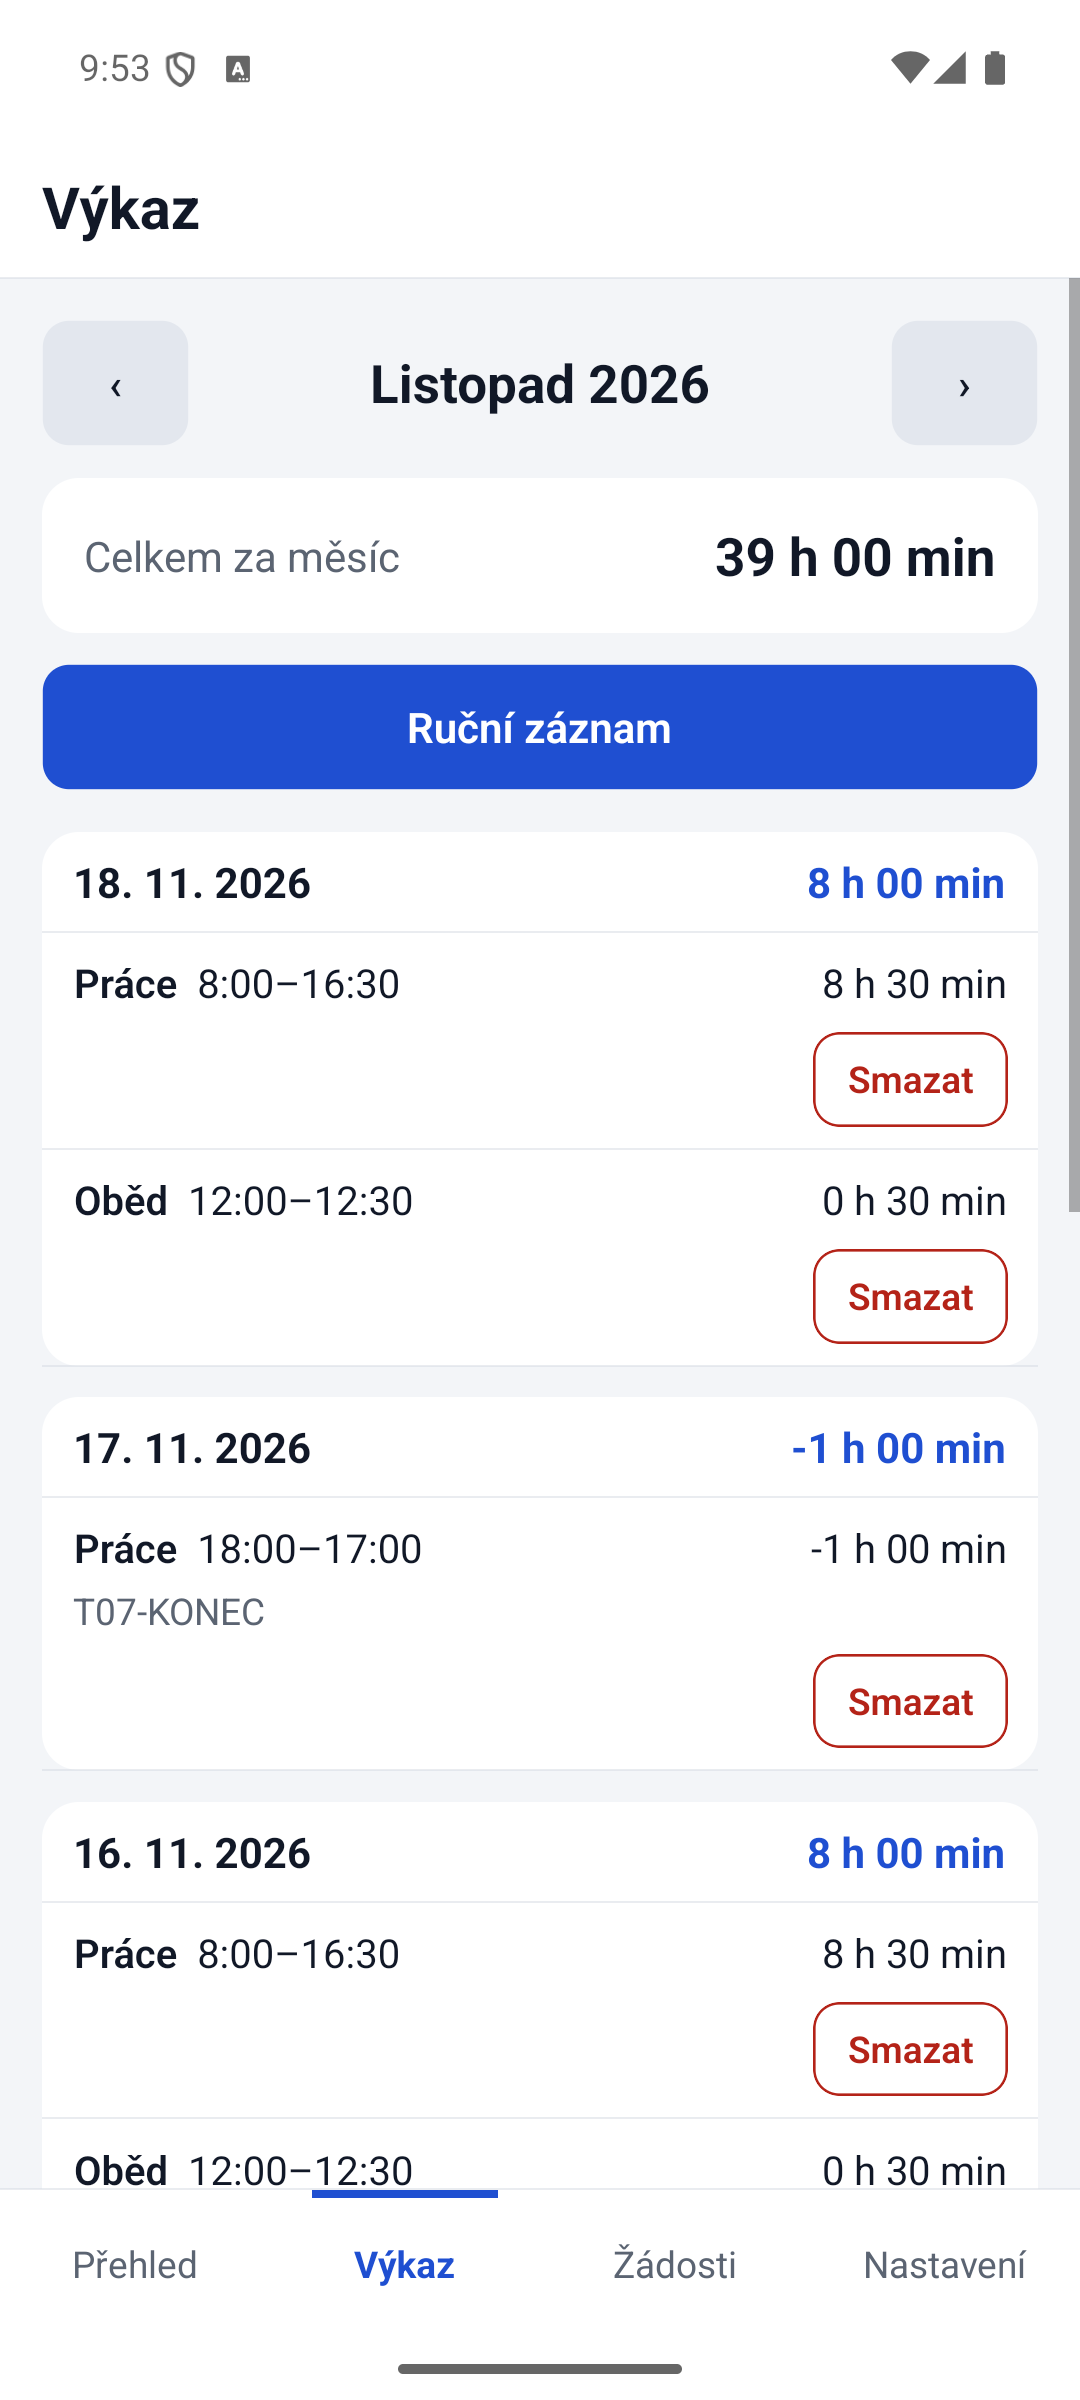 9:53
Výkaz
‹ Listopad 2026 ›
Celkem za měsíc 39 h 00 min
Ruční záznam
18. 11. 2026 8 h 00 min
Práce 8:00–16:30 8 h 30 min
Smazat
Oběd 12:00–12:30 0 h 30 min
Smazat
17. 11. 2026 -1 h 00 min
Práce 18:00–17:00 -1 h 00 min
T07-KONEC
Smazat
16. 11. 2026 8 h 00 min
Práce 8:00–16:30 8 h 30 min
Smazat
Oběd 12:00–12:30 0 h 30 min
Přehled Výkaz Žádosti Nastavení